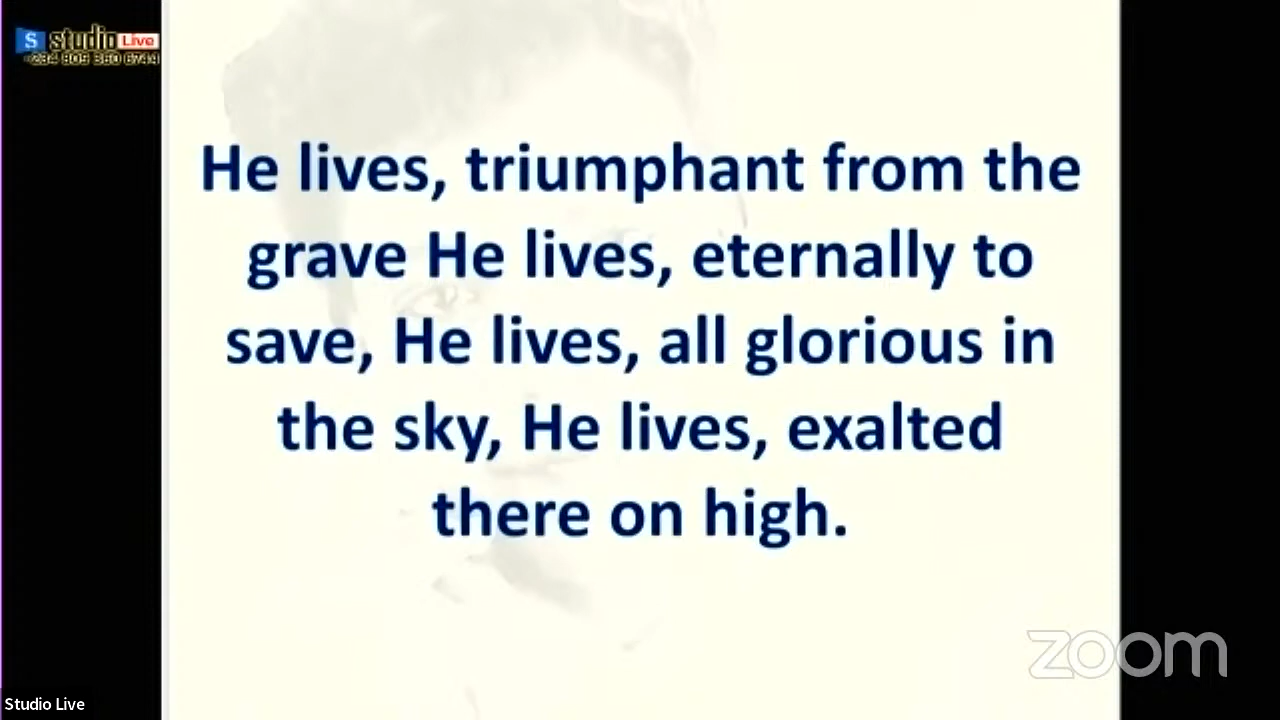 S studio Live
He lives, triumphant from the
grave He lives, eternally to
save, He lives, all glorious in
the sky, He lives, exalted
there on high.
zoom
Studio Live